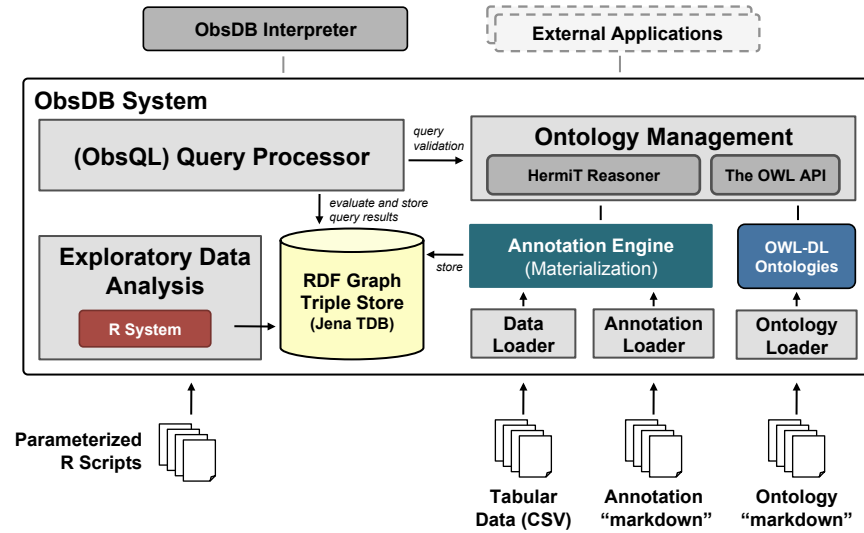 ObsDB Interpreter
External Applications
ObsDB System
(ObsQL) Query Processor
query
validation
Ontology Management
HermiT Reasoner
The OWL API
evaluate and store
query results
Exploratory Data
Analysis
R System
RDF Graph
Triple Store
(Jena TDB)
store
Annotation Engine
(Materialization)
OWL-DL
Ontologies
Data
Loader
Annotation
Loader
Ontology
Loader
Parameterized
R Scripts
Tabular
Data (CSV)
Annotation
“markdown”
Ontology
“markdown”